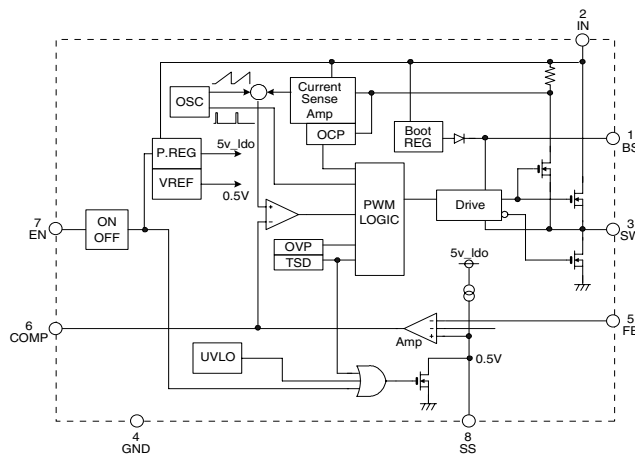 2
IN
OSC
Current
Sense
Amp
OCP
Boot
REG
1
BS
P.REG
5v_ldo
VREF
0.5V
7
EN
ON
OFF
PWM
LOGIC
Drive
3
SW
OVP
TSD
5v_ldo
6
COMP
Amp
5
FB
UVLO
0.5V
4
GND
8
SS